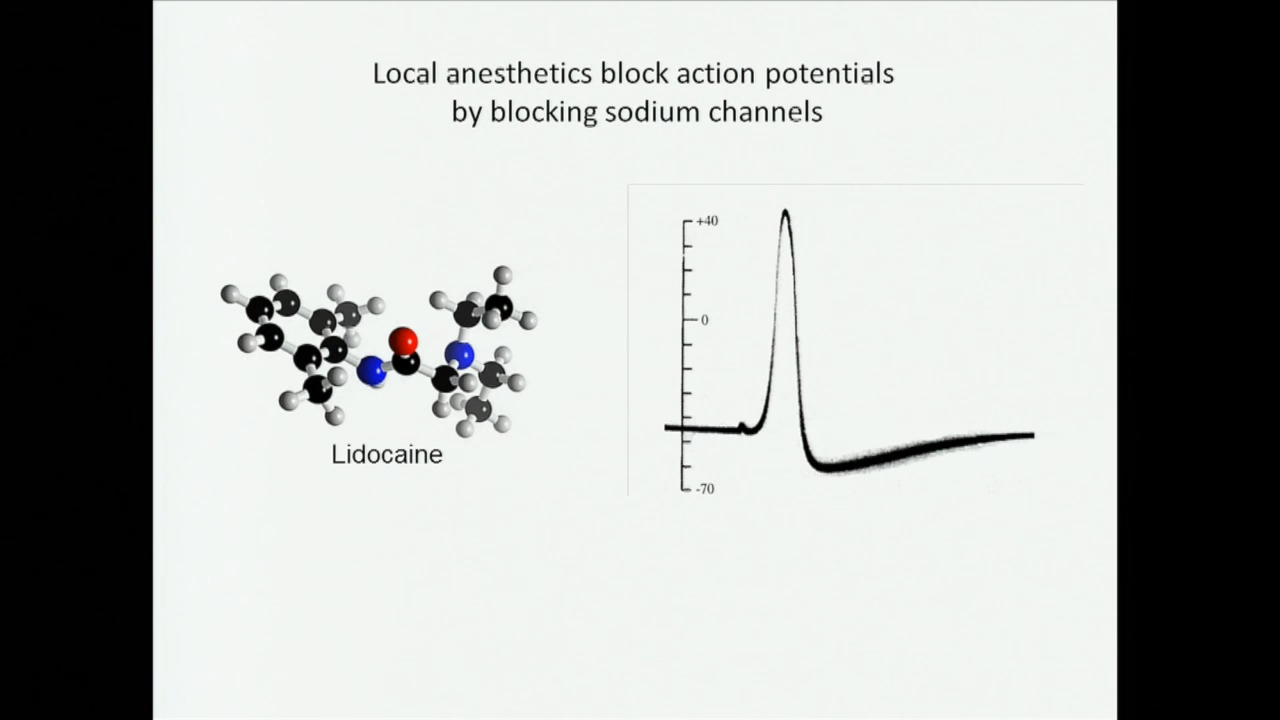 Local anesthetics block action potentials
by blocking sodium channels
+40
0
-70
Lidocaine